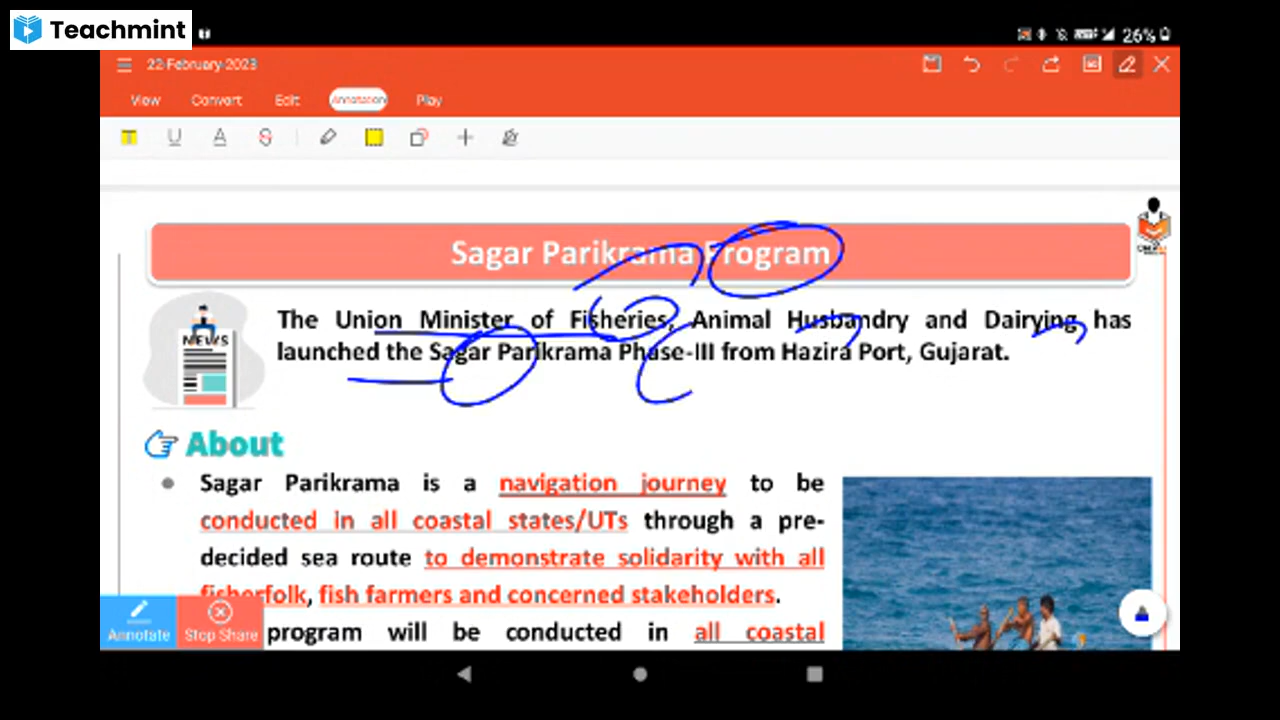 Teachmint
26%
22-February-2023
View Convert Edit Annotation Play
Sagar Parikrama Program
NEWS
The Union Minister of Fisheries, Animal Husbandry and Dairying has
launched the Sagar Parikrama Phase-III from Hazira Port, Gujarat.
About
Sagar Parikrama is a navigation journey to be
conducted in all coastal states/UTs through a pre-
decided sea route to demonstrate solidarity with all
fisherfolk, fish farmers and concerned stakeholders.
program will be conducted in all coastal
Annotate Stop Share